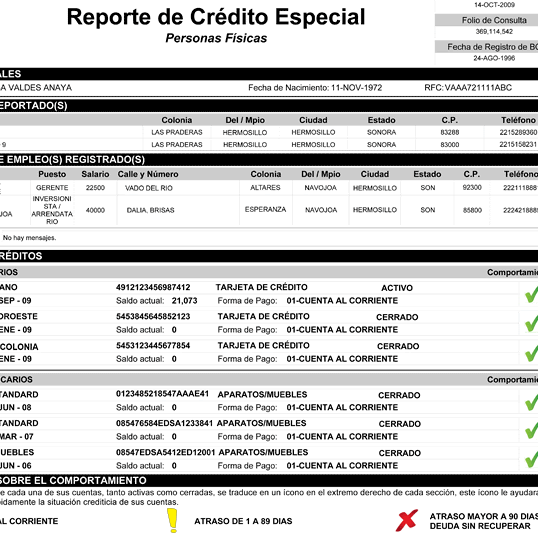 Reporte de Crédito Especial
Personas Físicas
14-OCT-2009
Folio de Consulta
369,114,542
Fecha de Registro de BC
24-AGO-1996
ALES
A VALDES ANAYA Fecha de Nacimiento: 11-NOV-1972 RFC:VAAA721111ABC
EPORTADO(S)
Colonia Del / Mpio Ciudad Estado C.P. Teléfono
LAS PRADERAS HERMOSILLO HERMOSILLO SONORA 83288 2215289360
9 LAS PRADERAS HERMOSILLO HERMOSILLO SONORA 83000 2215158231
E EMPLEO(S) REGISTRADO(S)
Puesto Salario Calle y Número Colonia Del / Mpio Ciudad Estado C.P. Teléfono
GERENTE 22500 VADO DEL RIO ALTARES NAVOJOA HERMOSILLO SON 92300 222111888
INVERSIONI
STA /
JOA ARRENDATA 40000 DALIA, BRISAS ESPERANZA NAVOJOA HERMOSILLO SON 85800 222421888
RIO
No hay mensajes.
RÉDITOS
RIOS Comportamie
ANO 4912123456987412 TARJETA DE CRÉDITO ACTIVO
SEP - 09 Saldo actual: 21,073 Forma de Pago: 01-CUENTA AL CORRIENTE
OROESTE 5453845645852123 TARJETA DE CRÉDITO CERRADO
ENE - 09 Saldo actual: 0 Forma de Pago: 01-CUENTA AL CORRIENTE
COLONIA 5453123445677854 TARJETA DE CRÉDITO CERRADO
ENE - 09 Saldo actual: 0 Forma de Pago: 01-CUENTA AL CORRIENTE
CARIOS Comportamie
TANDARD 0123485218547AAAE41 APARATOS/MUEBLES CERRADO
JUN - 08 Saldo actual: 0 Forma de Pago: 01-CUENTA AL CORRIENTE
TANDARD 085476584EDSA1233841 APARATOS/MUEBLES CERRADO
MAR - 07 Saldo actual: 0 Forma de Pago: 01-CUENTA AL CORRIENTE
UEBLES 08547EDSA5412ED12001 APARATOS/MUEBLES CERRADO
JUN - 06 Saldo actual: 0 Forma de Pago: 01-CUENTA AL CORRIENTE
SOBRE EL COMPORTAMIENTO
e cada una de sus cuentas, tanto activas como cerradas, se traduce en un ícono en el extremo derecho de cada sección, este ícono le ayudara
pidamente la situación crediticia de sus cuentas.
AL CORRIENTE ATRASO DE 1 A 89 DIAS ATRASO MAYOR A 90 DIAS
DEUDA SIN RECUPERAR